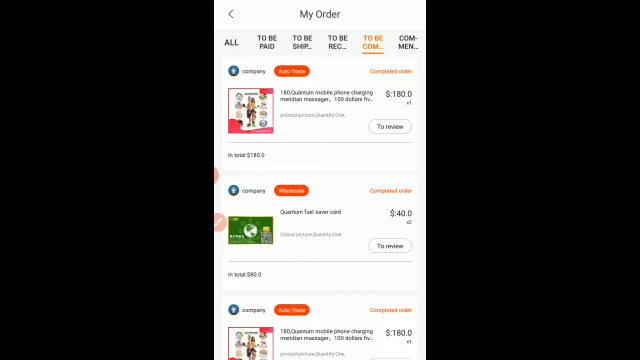 My Order
ALL
TO BE PAID
TO BE SHIP...
TO BE REC...
TO BE COM...
COM-MEN...
company
Auto-Trade
Completed order
180,Quantum mobile phone charging
meridian massager，100 dollars fiv...
$:180.0
x1
product:picture,Quantity:One,
To review
In total:$180.0
company
Wholesale
Completed order
Quantum fuel saver card
$:40.0
x2
Colour:picture,Quantity:One,
To review
In total:$80.0
company
Auto-Trade
Completed order
180,Quantum mobile phone charging
meridian massager，100 dollars fiv...
$:180.0
x1
product:picture,Quantity:One,
To review